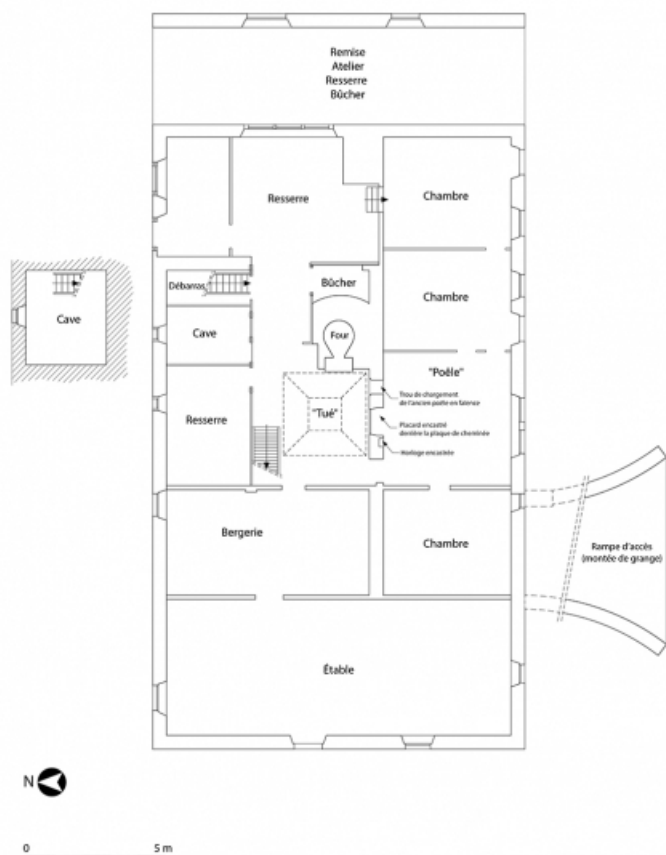 Remise
Atelier
Resserre
Bûcher
Resserre
Chambre
Débarras
Bûcher
Chambre
Cave
Cave
Four
"Poêle"
Trou de chargement
de l'ancien poêle en faïence
"Tué"
Placard encastré
derrière la plaque de cheminée
Resserre
Horloge encastrée
Bergerie
Chambre
Rampe d'accès
(montée de grange)
Étable
N
0 5 m